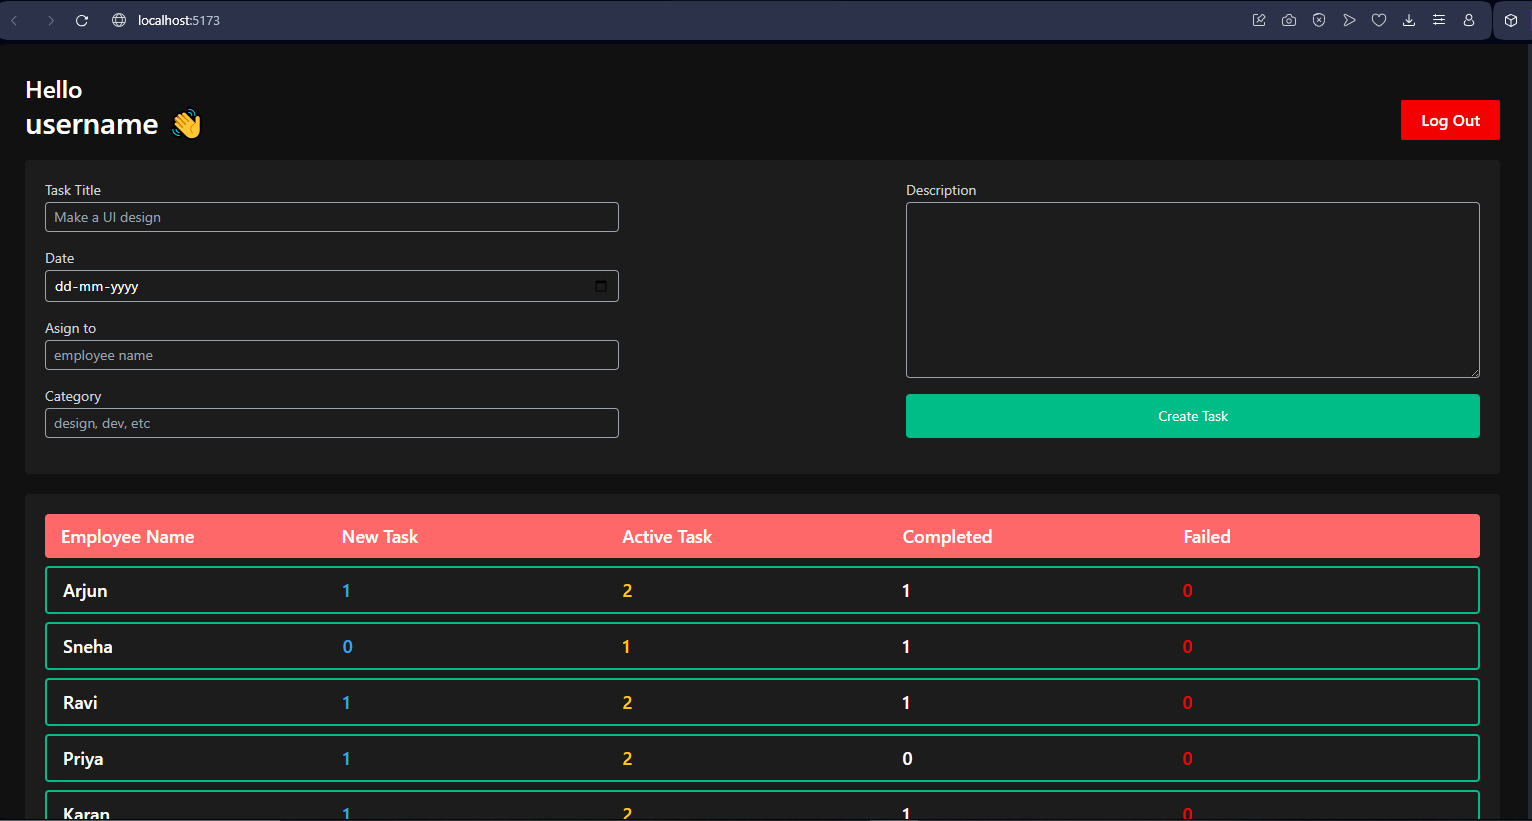 localhost:5173
Hello
username 👋
Log Out
Task Title
Make a UI design
Date
dd-mm-yyyy
Asign to
employee name
Category
design, dev, etc
Description
Create Task
Employee Name New Task Active Task Completed Failed
Arjun 1 2 1 0
Sneha 0 1 1 0
Ravi 1 2 1 0
Priya 1 2 0 0
Karan 1 2 1 0